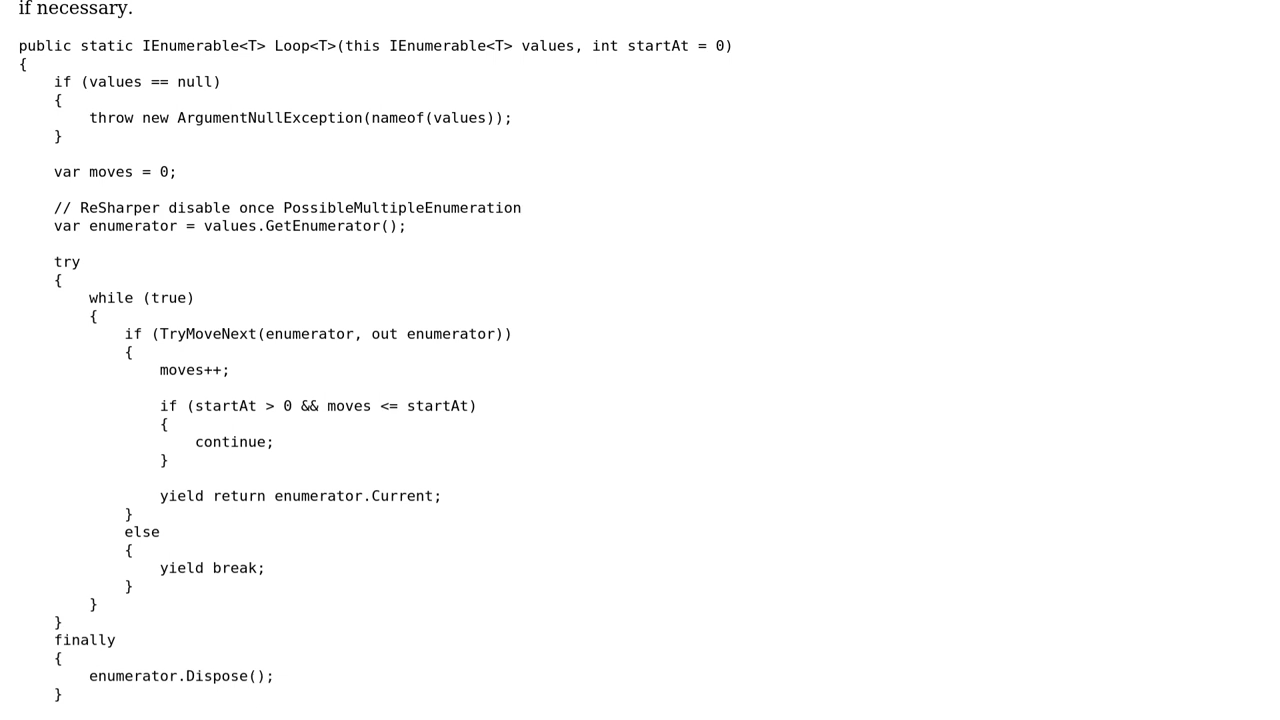 if necessary.
public static IEnumerable<T> Loop<T>(this IEnumerable<T> values, int startAt = 0)
{
    if (values == null)
    {
        throw new ArgumentNullException(nameof(values));
    }

    var moves = 0;

    // ReSharper disable once PossibleMultipleEnumeration
    var enumerator = values.GetEnumerator();

    try
    {
        while (true)
        {
            if (TryMoveNext(enumerator, out enumerator))
            {
                moves++;

                if (startAt > 0 && moves <= startAt)
                {
                    continue;
                }

                yield return enumerator.Current;
            }
            else
            {
                yield break;
            }
        }
    }
    finally
    {
        enumerator.Dispose();
    }